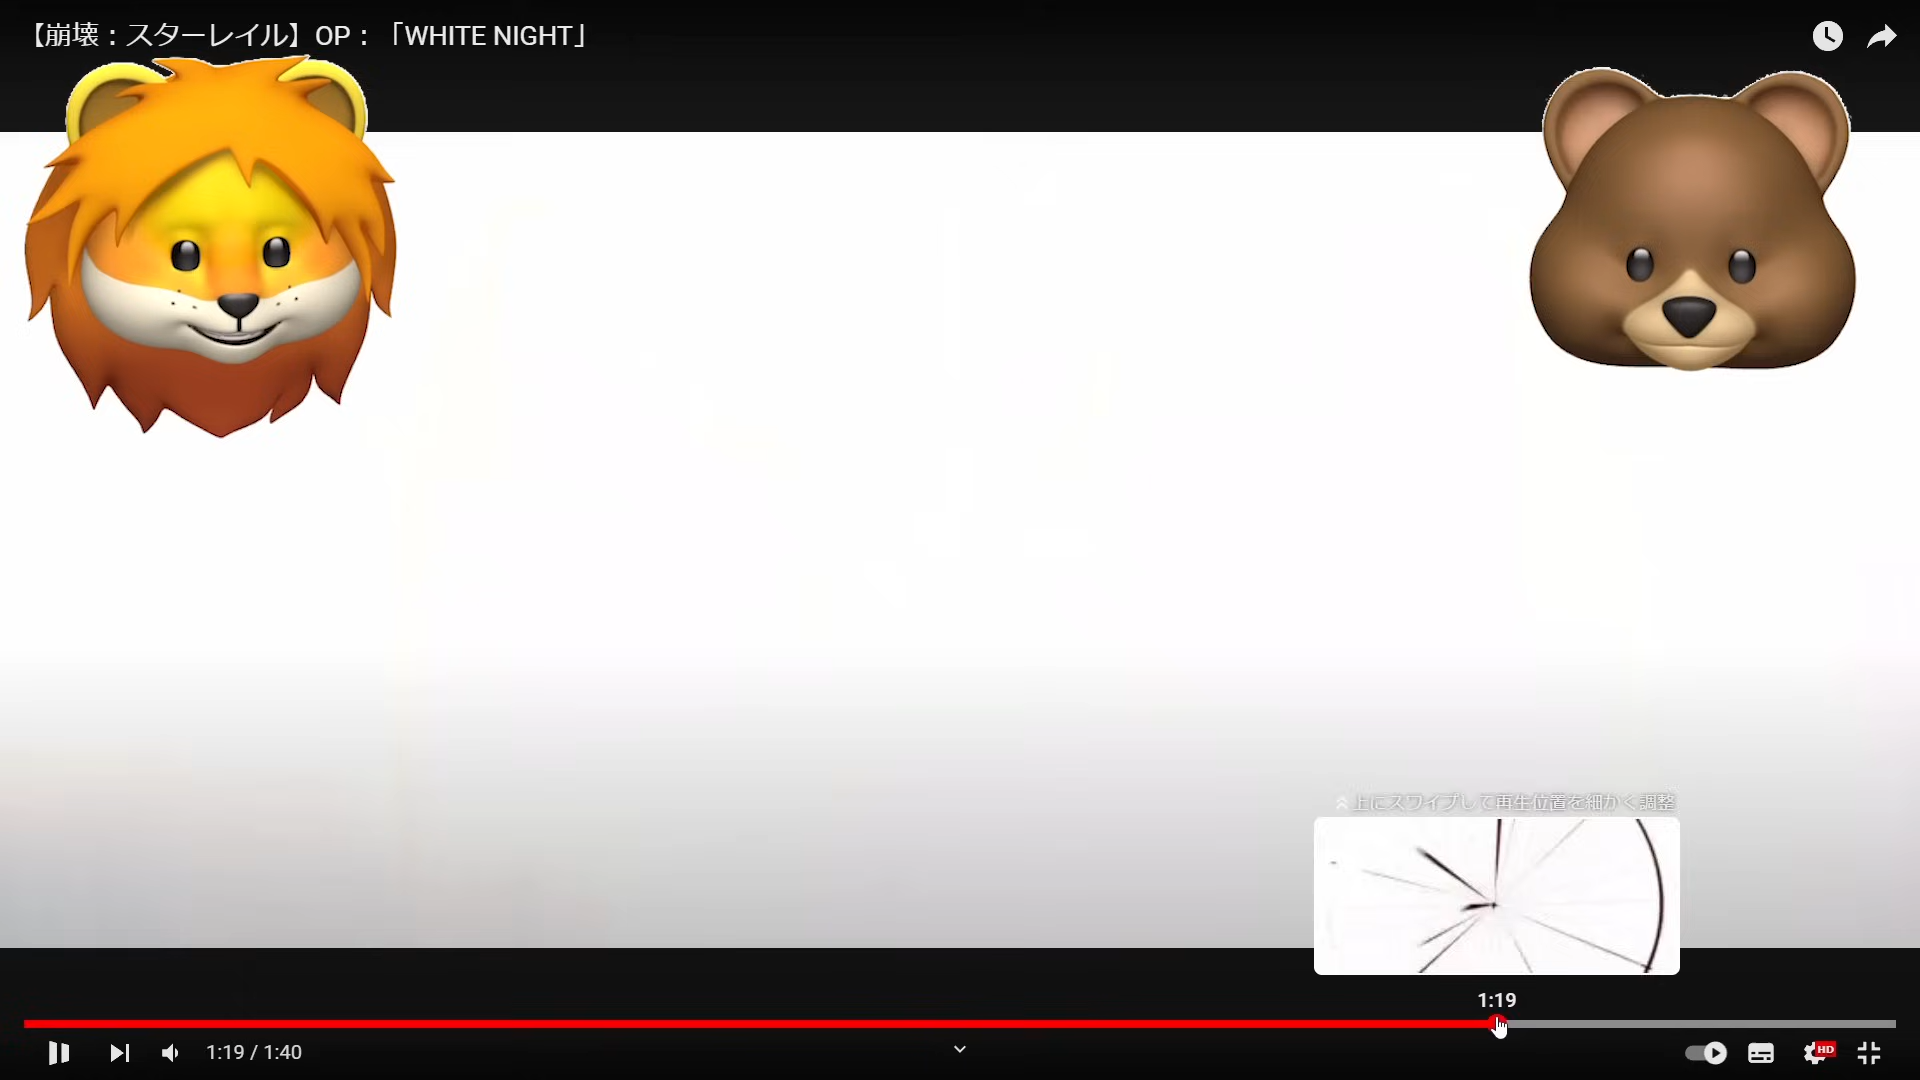 【崩壊：スターレイル】OP：「WHITE NIGHT」
上にスワイプして再生位置を細かく調整
1:19
1:19 / 1:40
HD